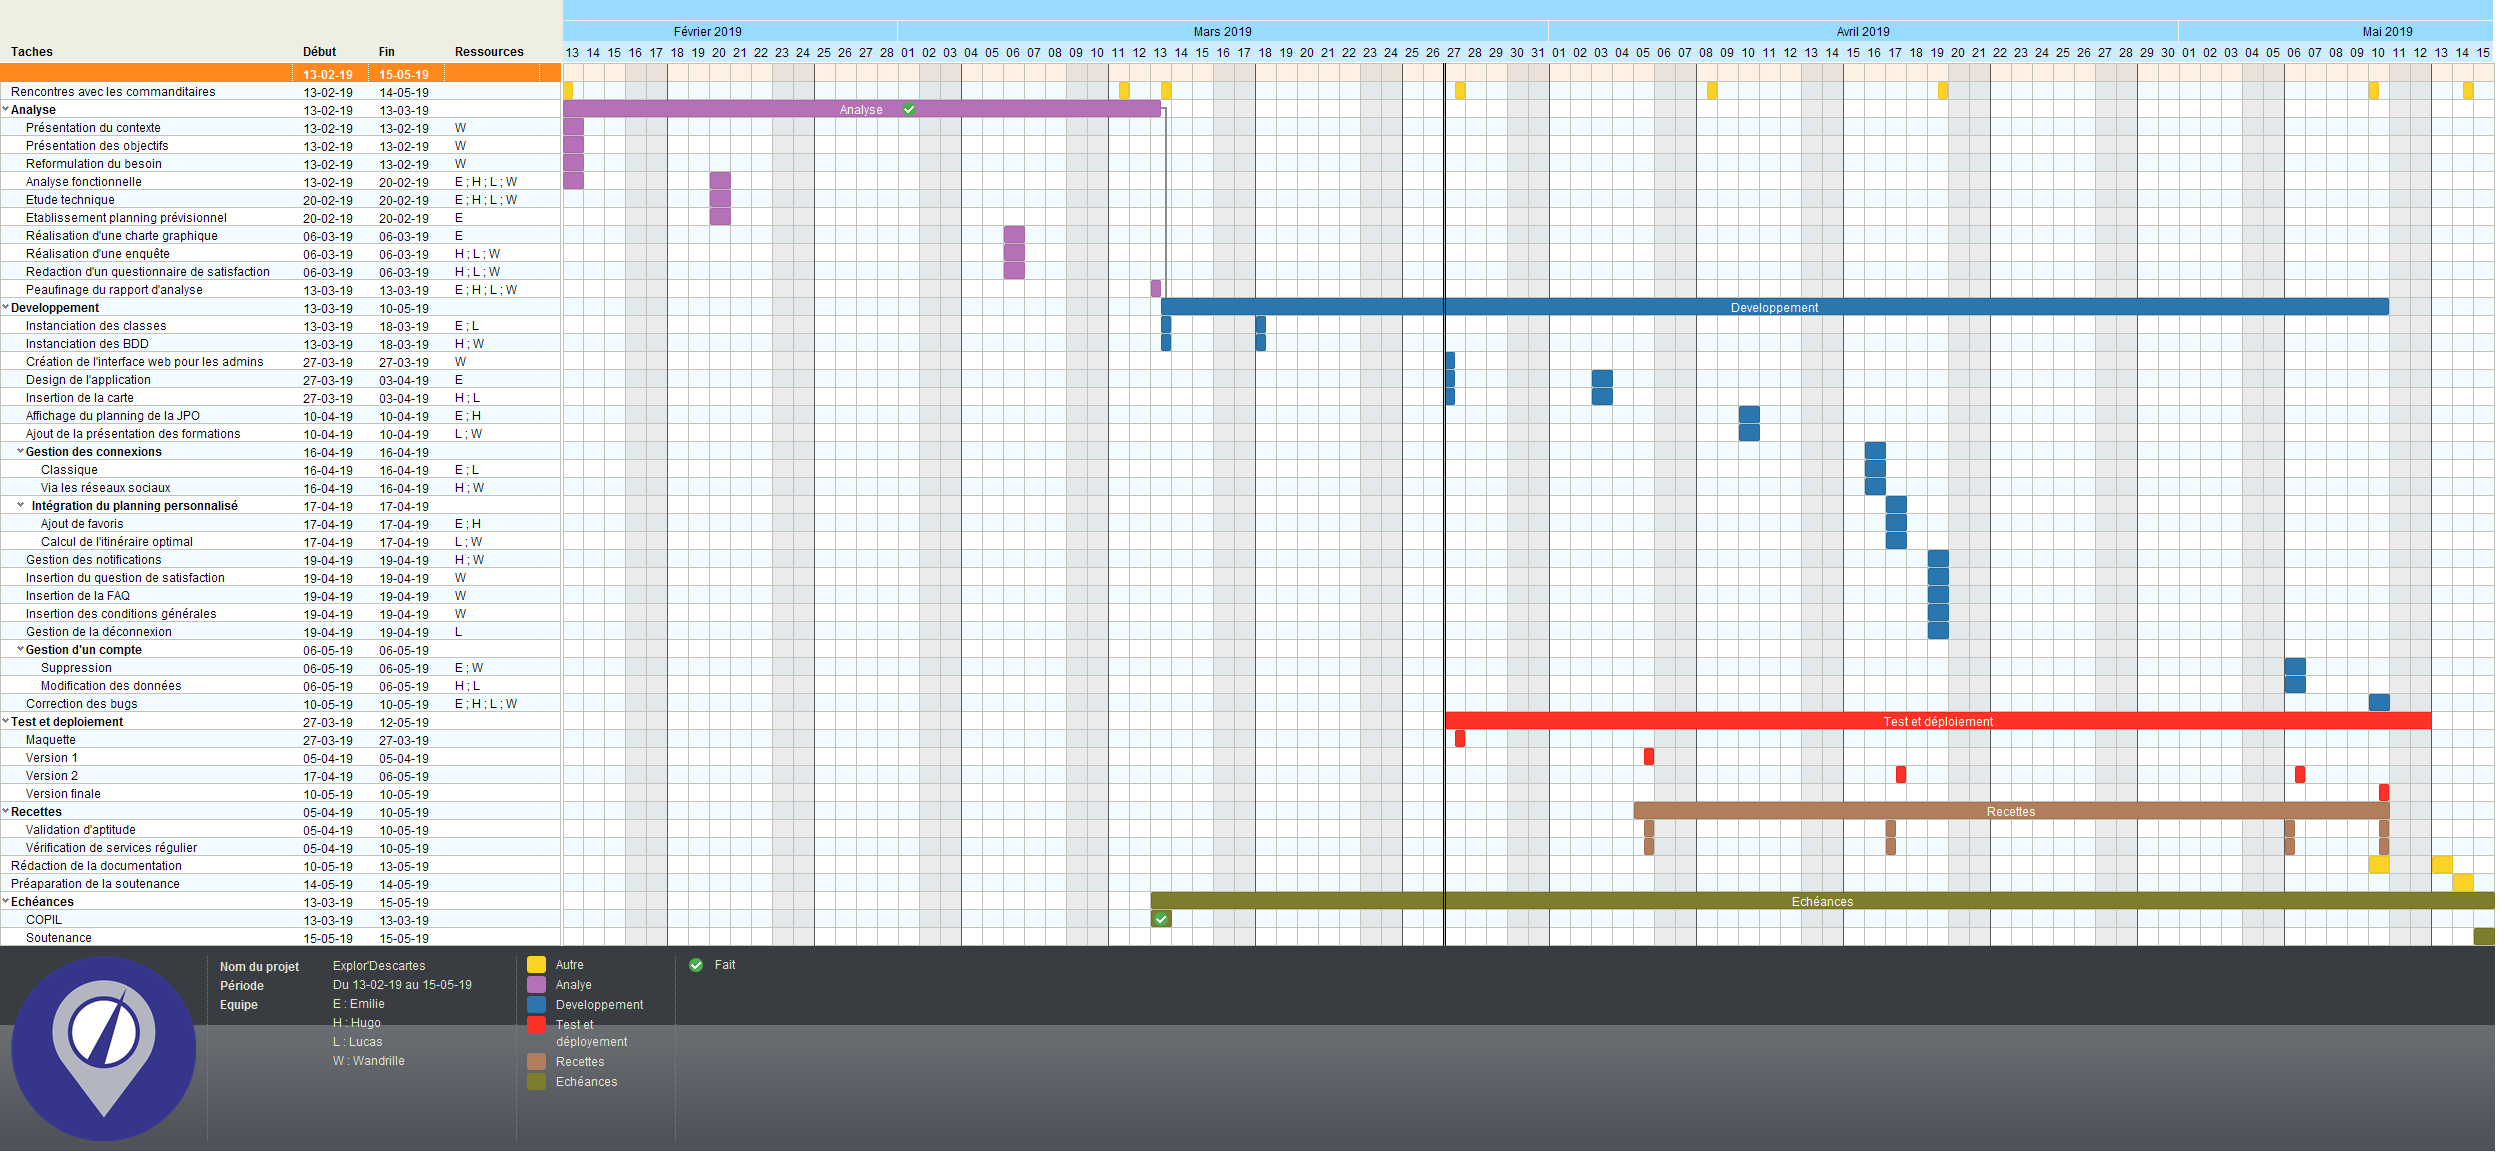 Février 2019 Mars 2019 Avril 2019 Mai 2019
Taches Début Fin Ressources 13 14 15 16 17 18 19 20 21 22 23 24 25 26 27 28 01 02 03 04 05 06 07 08 09 10 11 12 13 14 15 16 17 18 19 20 21 22 23 24 25 26 27 28 29 30 31 01 02 03 04 05 06 07 08 09 10 11 12 13 14 15 16 17 18 19 20 21 22 23 24 25 26 27 28 29 30 01 02 03 04 05 06 07 08 09 10 11 12 13 14 15
13-02-19 15-05-19
Rencontres avec les commanditaires 13-02-19 14-05-19
Analyse 13-02-19 13-03-19 Analyse
Présentation du contexte 13-02-19 13-02-19 W
Présentation des objectifs 13-02-19 13-02-19 W
Reformulation du besoin 13-02-19 13-02-19 W
Analyse fonctionnelle 13-02-19 20-02-19 E ; H ; L ; W
Etude technique 20-02-19 20-02-19 E ; H ; L ; W
Etablissement planning prévisionnel 20-02-19 20-02-19 E
Réalisation d'une charte graphique 06-03-19 06-03-19 E
Réalisation d'une enquête 06-03-19 06-03-19 H ; L ; W
Redaction d'un questionnaire de satisfaction 06-03-19 06-03-19 H ; L ; W
Peaufinage du rapport d'analyse 13-03-19 13-03-19 E ; H ; L ; W
Developpement 13-03-19 10-05-19 Developpement
Instanciation des classes 13-03-19 18-03-19 E ; L
Instanciation des BDD 13-03-19 18-03-19 H ; W
Création de l'interface web pour les admins 27-03-19 27-03-19 W
Design de l'application 27-03-19 03-04-19 E
Insertion de la carte 27-03-19 03-04-19 H ; L
Affichage du planning de la JPO 10-04-19 10-04-19 E ; H
Ajout de la présentation des formations 10-04-19 10-04-19 L ; W
Gestion des connexions 16-04-19 16-04-19
Classique 16-04-19 16-04-19 E ; L
Via les réseaux sociaux 16-04-19 16-04-19 H ; W
Intégration du planning personnalisé 17-04-19 17-04-19
Ajout de favoris 17-04-19 17-04-19 E ; H
Calcul de l'itinéraire optimal 17-04-19 17-04-19 L ; W
Gestion des notifications 19-04-19 19-04-19 H ; W
Insertion du question de satisfaction 19-04-19 19-04-19 W
Insertion de la FAQ 19-04-19 19-04-19 W
Insertion des conditions générales 19-04-19 19-04-19 W
Gestion de la déconnexion 19-04-19 19-04-19 L
Gestion d'un compte 06-05-19 06-05-19
Suppression 06-05-19 06-05-19 E ; W
Modification des données 06-05-19 06-05-19 H ; L
Correction des bugs 10-05-19 10-05-19 E ; H ; L ; W
Test et deploiement 27-03-19 12-05-19 Test et déploiement
Maquette 27-03-19 27-03-19
Version 1 05-04-19 05-04-19
Version 2 17-04-19 06-05-19
Version finale 10-05-19 10-05-19
Recettes 05-04-19 10-05-19 Recettes
Validation d'aptitude 05-04-19 10-05-19
Vérification de services régulier 05-04-19 10-05-19
Rédaction de la documentation 10-05-19 13-05-19
Préaparation de la soutenance 14-05-19 14-05-19
Echéances 13-03-19 15-05-19 Echéances
COPIL 13-03-19 13-03-19
Soutenance 15-05-19 15-05-19
Nom du projet Explor'Descartes
Période Du 13-02-19 au 15-05-19
Equipe E : Emilie
H : Hugo
L : Lucas
W : Wandrille
Autre
Analye
Developpement
Test et
déployement
Recettes
Echéances
Fait